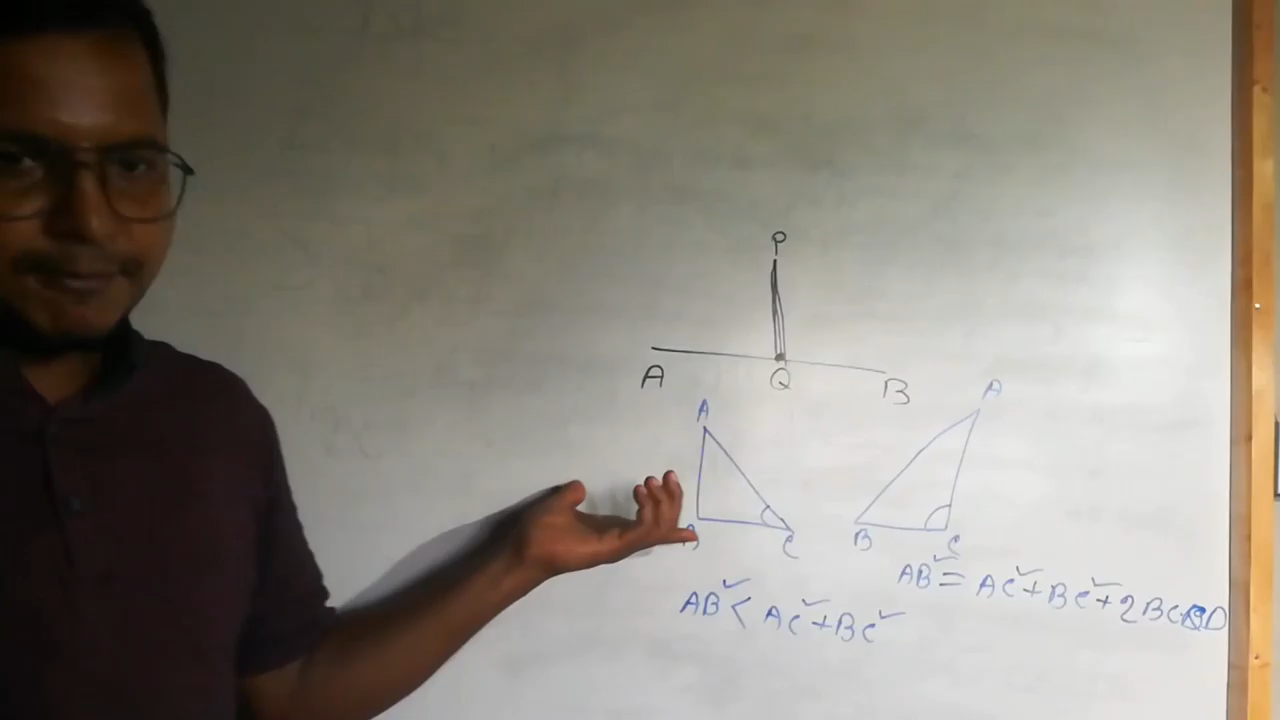 P
A Q B
A A
B C B C
AB² = AC² + BC² + 2BC.CD
AB² < AC² + BC²